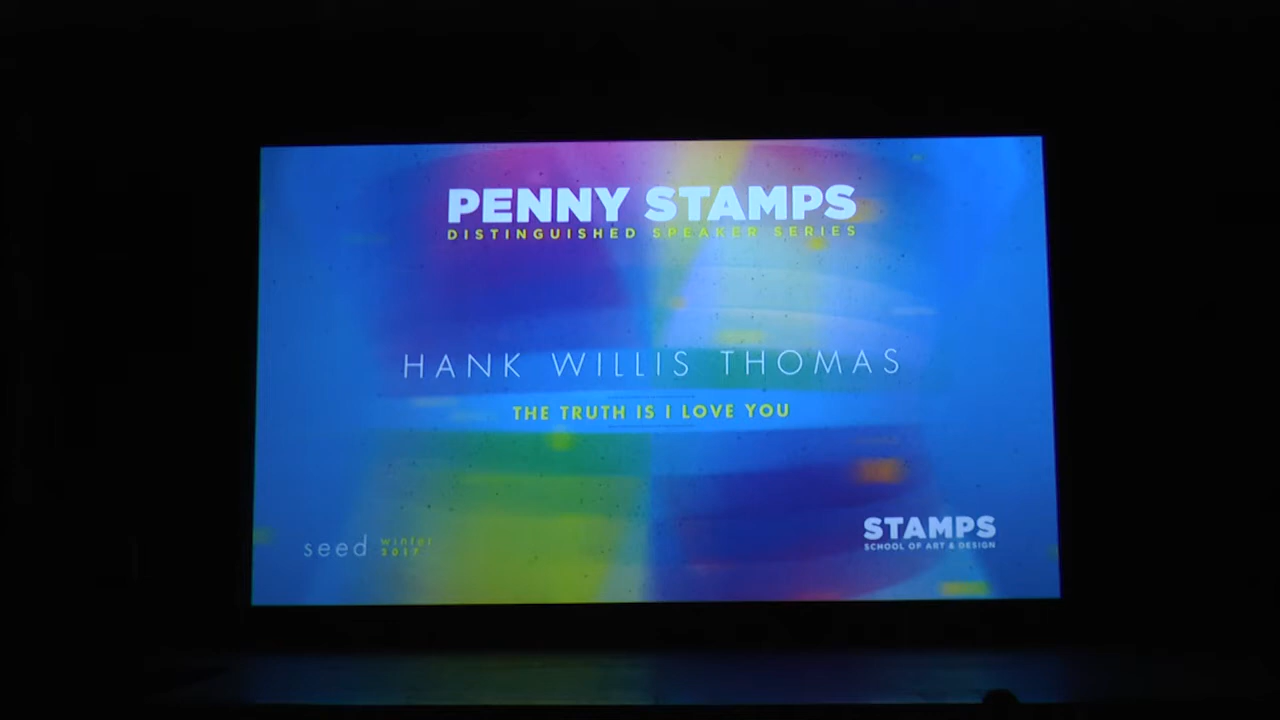 PENNY STAMPS
DISTINGUISHED SPEAKER SERIES
HANK WILLIS THOMAS
THE TRUTH IS I LOVE YOU
seed winter 2017
STAMPS
SCHOOL OF ART & DESIGN